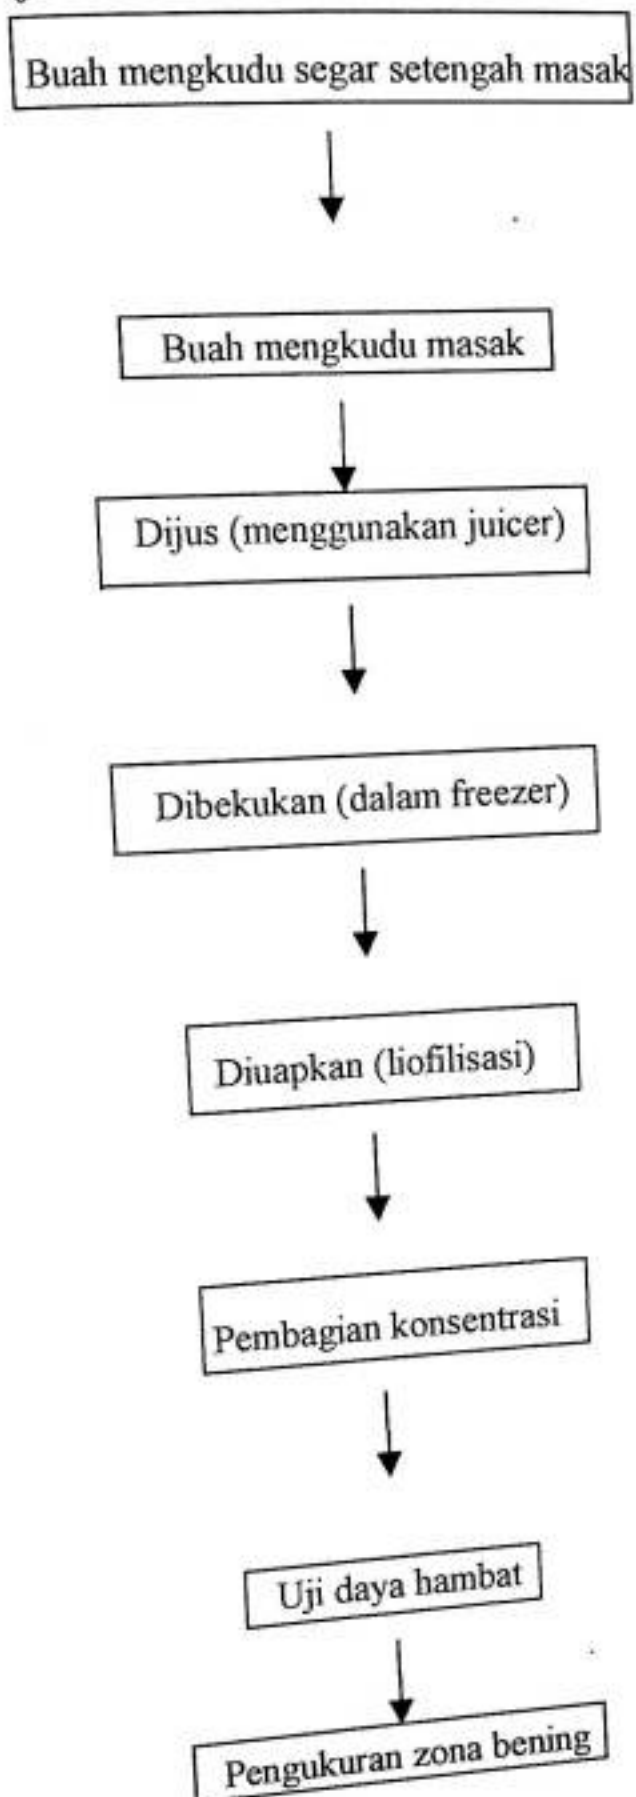 Buah mengkudu segar setengah masak
Buah mengkudu masak
Dijus (menggunakan juicer)
Dibekukan (dalam freezer)
Diuapkan (liofilisasi)
Pembagian konsentrasi
Uji daya hambat
Pengukuran zona bening